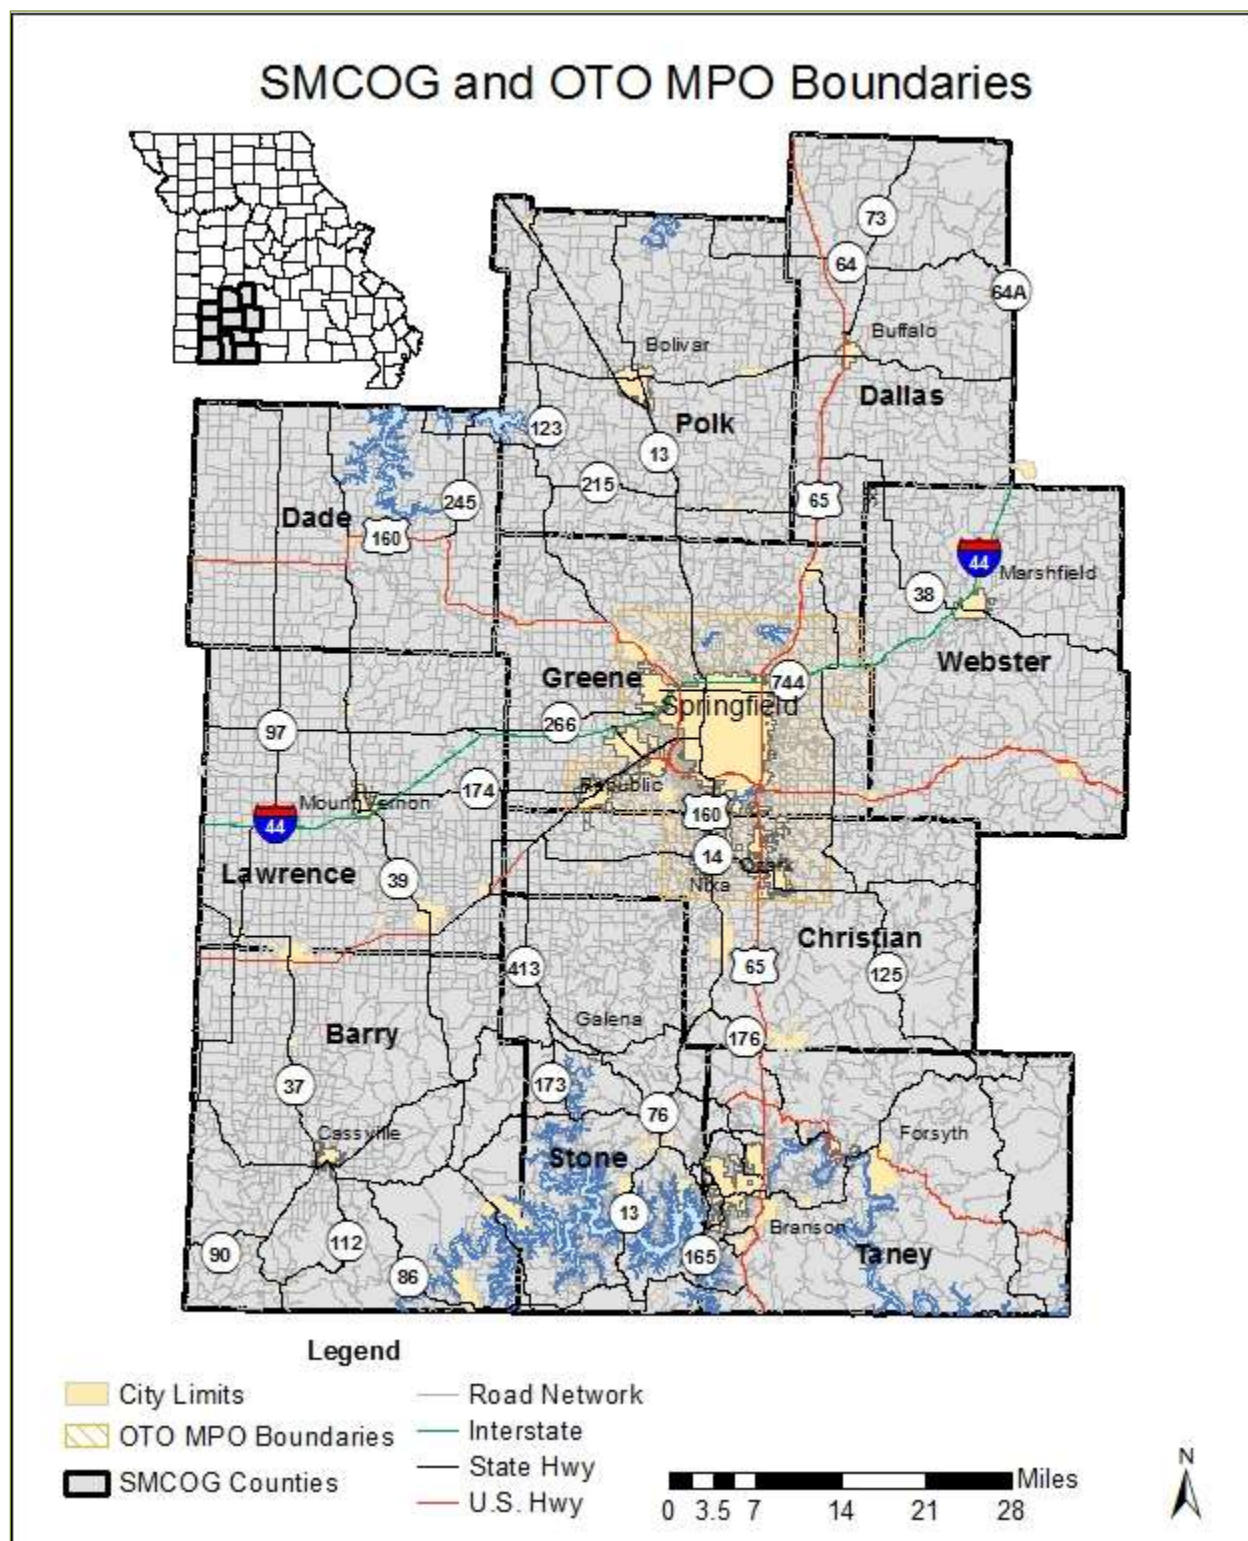 SMCOG and OTO MPO Boundaries
73
64
64A
Bolivar
Buffalo
Dallas
Polk
123
13
215
65
245
Dade
160
44
Marshfield
38
Webster
Greene
744
Springfield
266
97
174
Republic
Mount Vernon
44
160
14
Ozark
Nixa
Lawrence
39
Christian
413
65
125
Galena
Barry
176
37
173
76
Cassville
Forsyth
Stone
13
Branson
90
112
165
Taney
86
Legend
City Limits
OTO MPO Boundaries
SMCOG Counties
Road Network
Interstate
State Hwy
U.S. Hwy
Miles
0 3.5 7 14 21 28
N